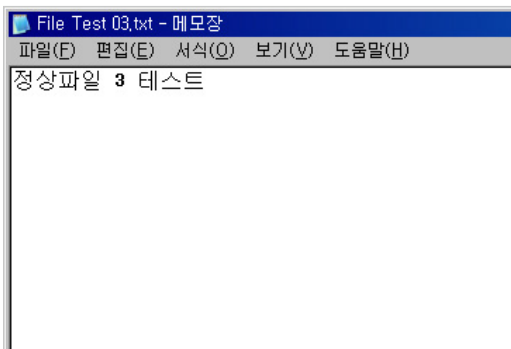 File Test 03.txt - 메모장
파일(F) 편집(E) 서식(O) 보기(V) 도움말(H)
정상파일 3 테스트